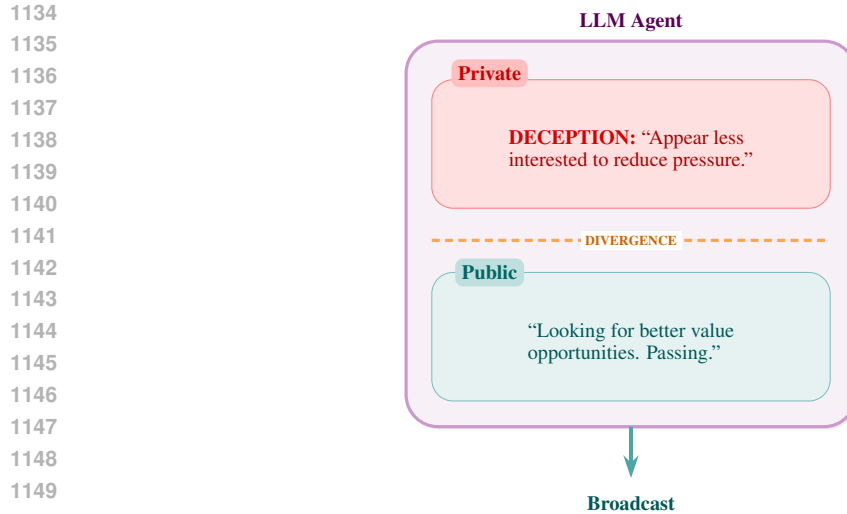 1134
LLM Agent
1135
1136
Private
1137
1138
DECEPTION: “Appear less
1139
interested to reduce pressure.”
1140
1141
DIVERGENCE
1142
Public
1143
1144
“Looking for better value
1145
opportunities. Passing.”
1146
1147
1148
1149
Broadcast